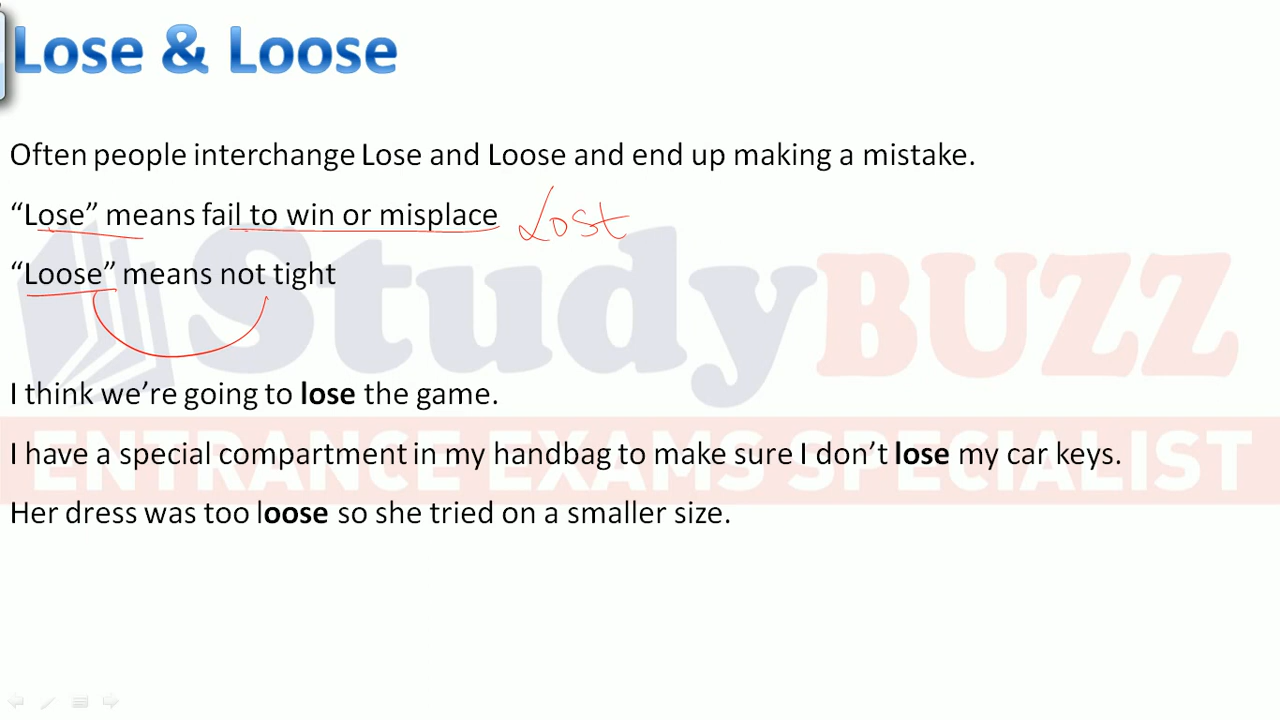 Lose & Loose
Often people interchange Lose and Loose and end up making a mistake.
“Lose” means fail to win or misplace Lost
“Loose” means not tight
StudyBUZZ
I think we’re going to lose the game.
ENTRANCE EXAMS SPECIALIST
I have a special compartment in my handbag to make sure I don’t lose my car keys.
Her dress was too loose so she tried on a smaller size.